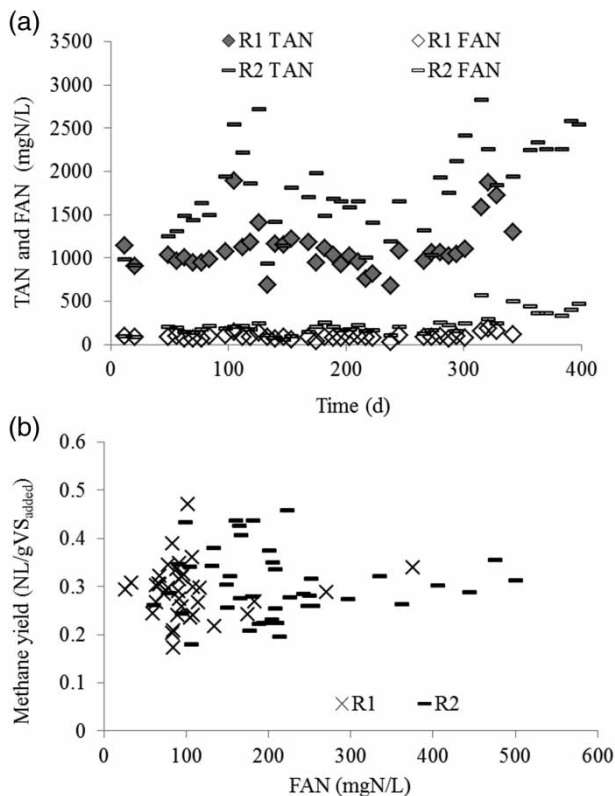 (a)
3500
R1 TAN
R1 FAN
3000
R2 TAN
R2 FAN
2500
2000
1500
1000
500
0
TAN and FAN (mgN/L)
0 100 200 300 400
Time (d)
(b)
0.6
0.5
0.4
0.3
0.2
0.1
0
Methane yield (NL/gVSadded)
R1 R2
0 100 200 300 400 500 600
FAN (mgN/L)